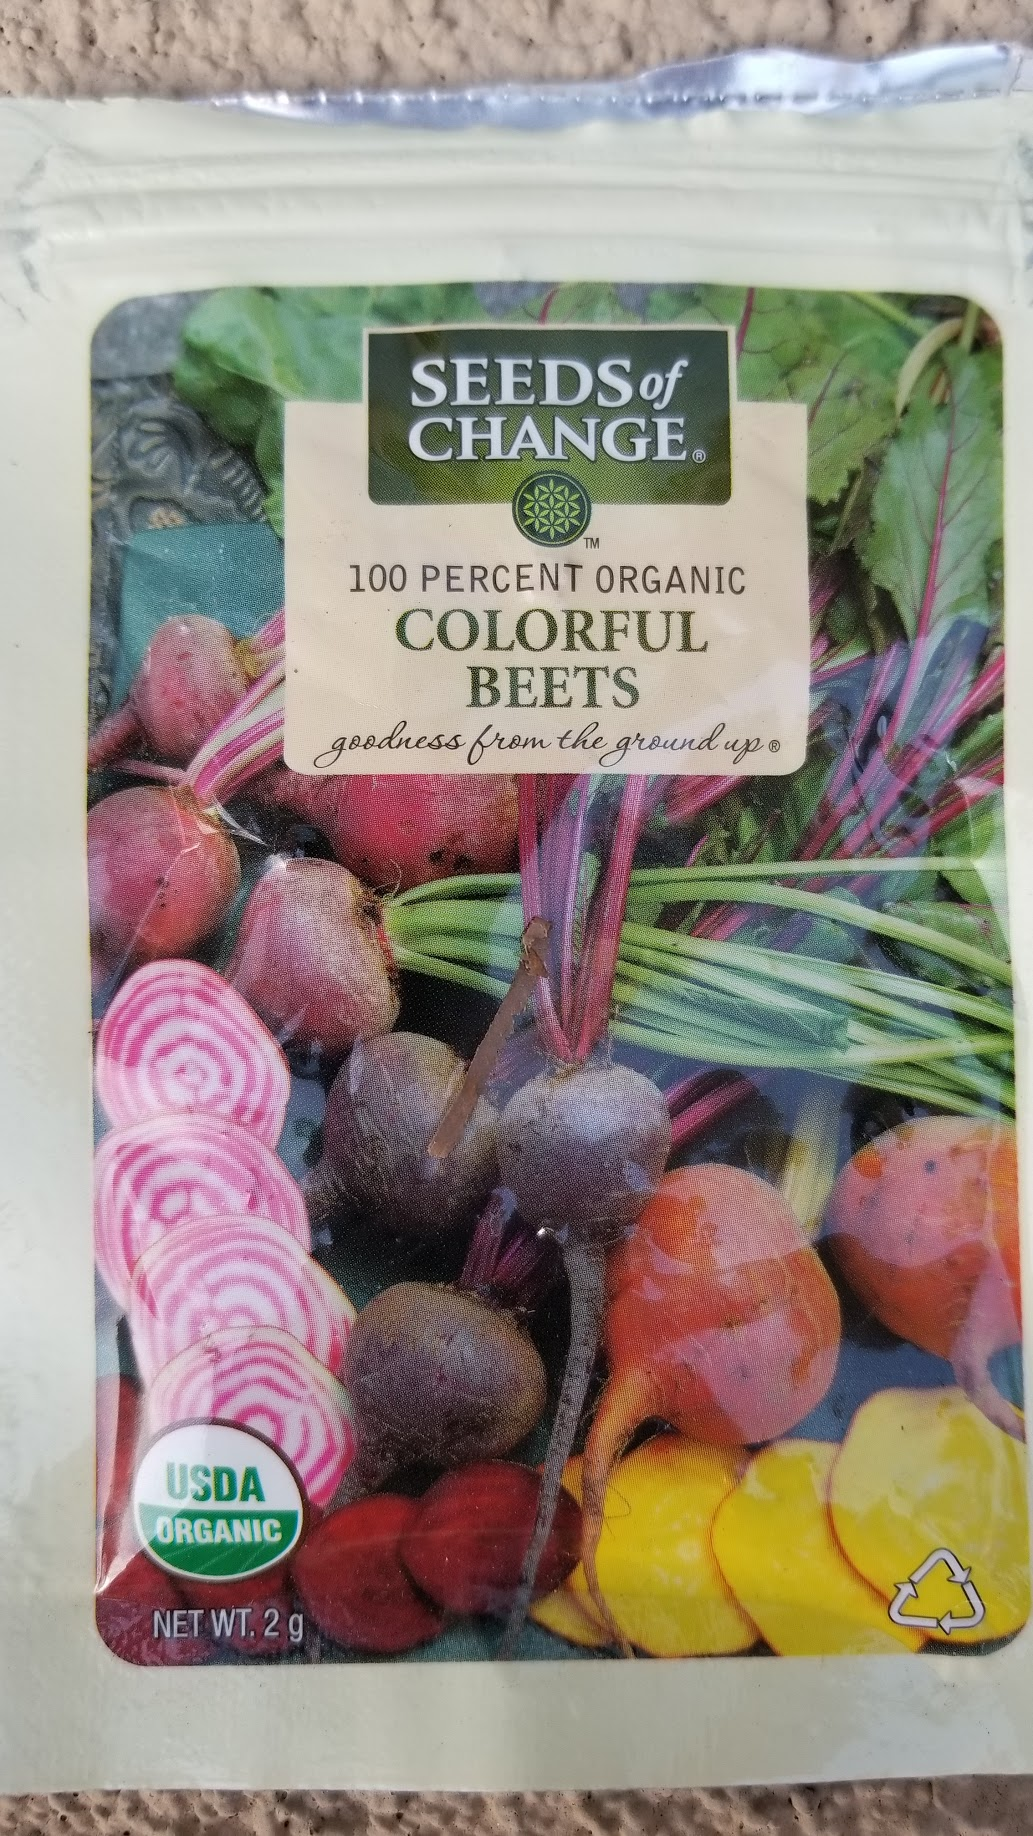 SEEDS of
CHANGE®
TM
100 PERCENT ORGANIC
COLORFUL
BEETS
goodness from the ground up®
USDA
ORGANIC
NET WT. 2 g